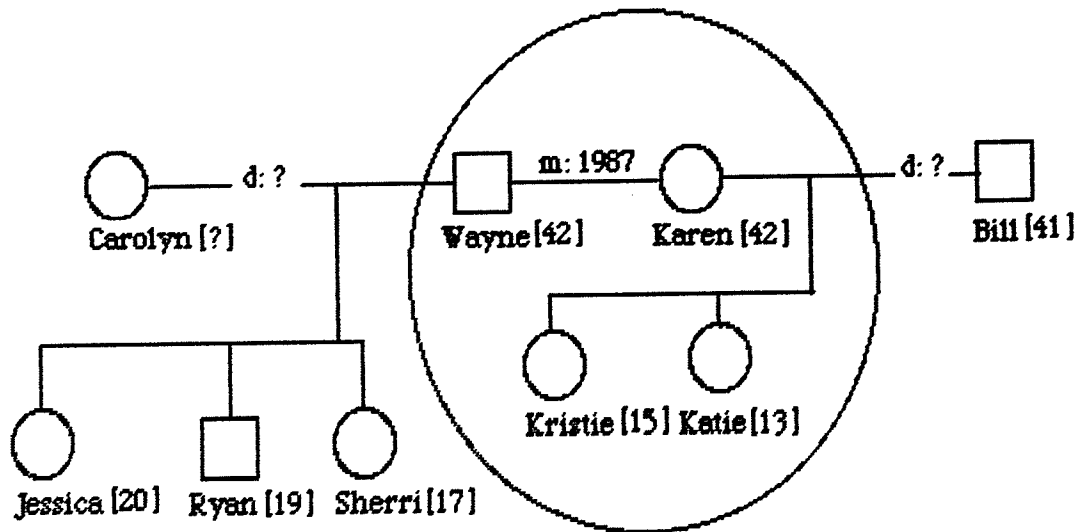 d: ?
m: 1987
d: ?
Carolyn [?]
Wayne [42]
Karen [42]
Bill [41]
Kristie [15]
Katie [13]
Jessica [20]
Ryan [19]
Sherri [17]